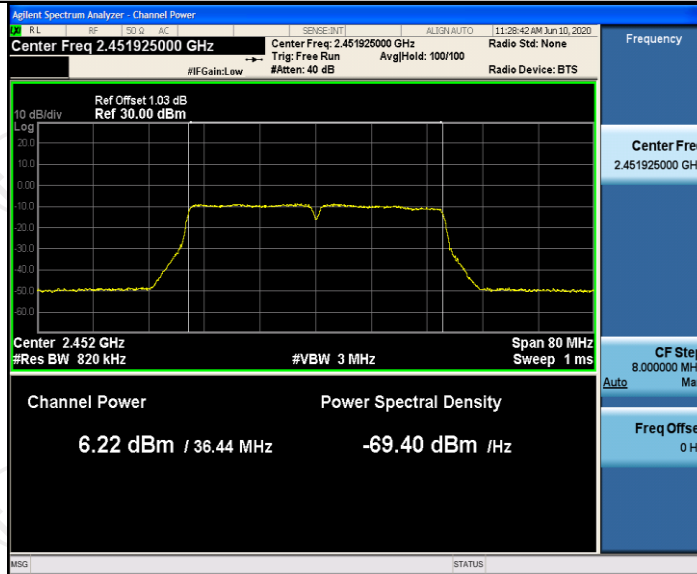 Agilent Spectrum Analyzer - Channel Power
RL RF 50 Ω AC SENSE:INT ALIGN AUTO 11:28:42 AM Jun 10, 2020
Center Freq 2.451925000 GHz Center Freq: 2.451925000 GHz Radio Std: None
Trig: Free Run Avg|Hold: 100/100
#IFGain:Low #Atten: 40 dB Radio Device: BTS
Ref Offset 1.03 dB
10 dB/div Ref 30.00 dBm
Log
20.0
10.0
0.00
-10.0
-20.0
-30.0
-40.0
-50.0
-60.0
Center 2.452 GHz Span 80 MHz
#Res BW 820 kHz #VBW 3 MHz Sweep 1 ms
Channel Power Power Spectral Density
6.22 dBm / 36.44 MHz -69.40 dBm /Hz
MSG STATUS
Frequency
Center Fre
2.451925000 GH
CF Ste
8.000000 MH
Auto Ma
Freq Offse
0 H